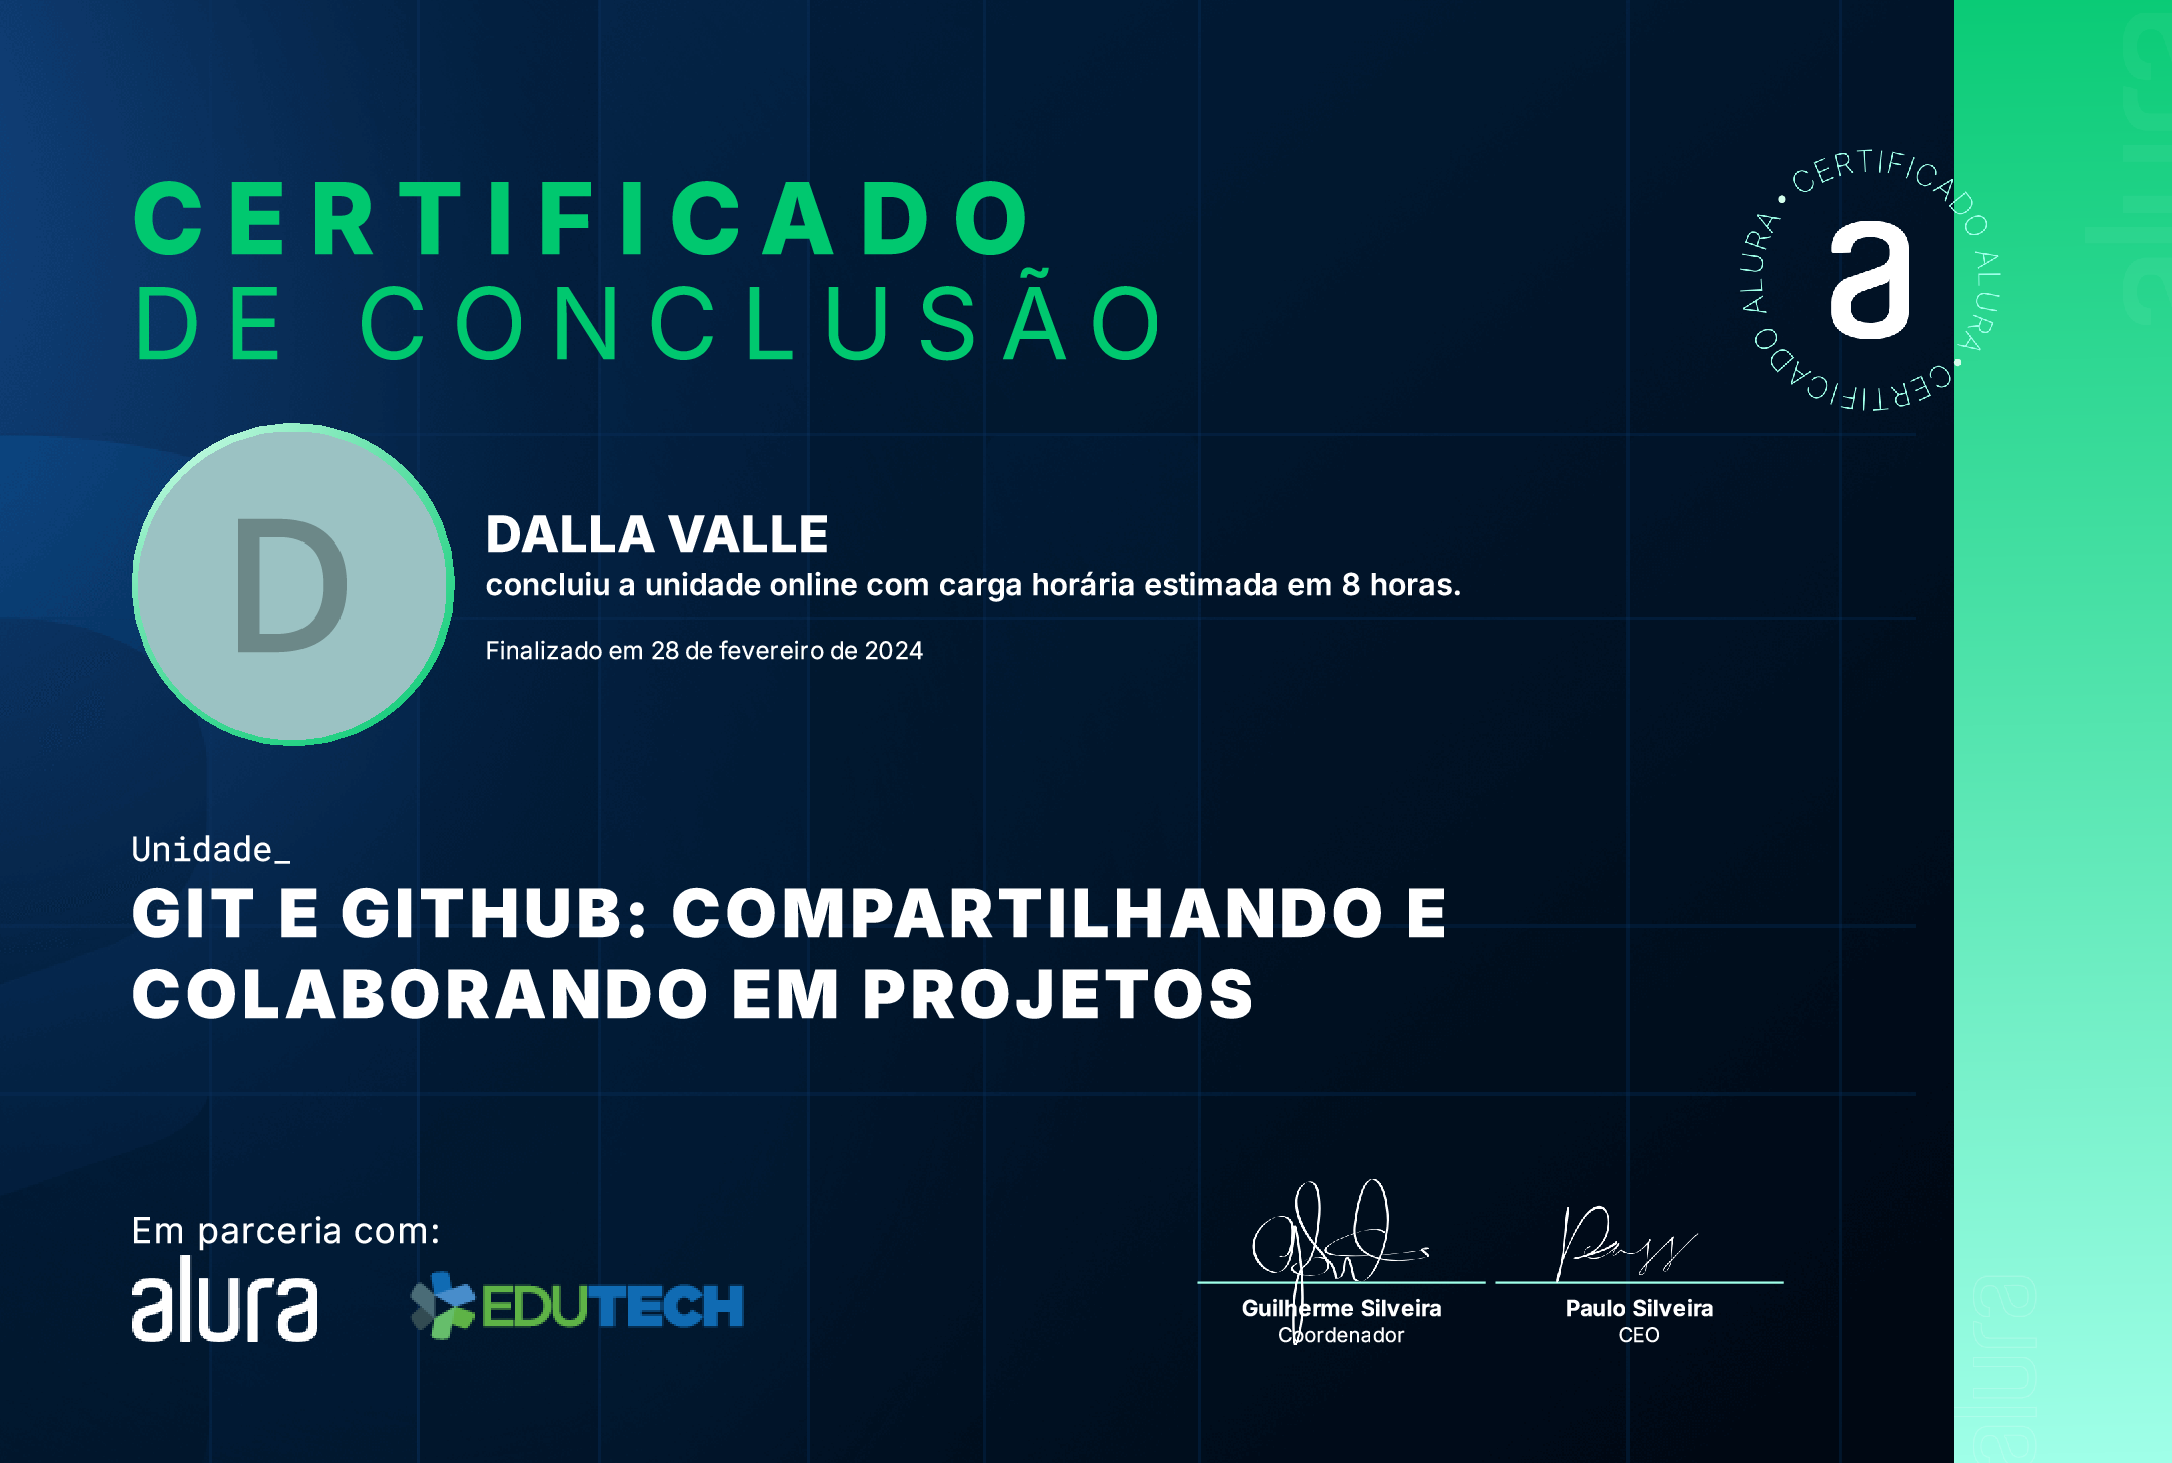 CERTIFICADO
DE CONCLUSÃO
• CERTIFICADO ALURA • CERTIFICADO ALURA
a
D
DALLA VALLE
concluiu a unidade online com carga horária estimada em 8 horas.
Finalizado em 28 de fevereiro de 2024
Unidade_
GIT E GITHUB: COMPARTILHANDO E
COLABORANDO EM PROJETOS
Em parceria com:
alura
EDUTECH
Guilherme Silveira
Coordenador
Paulo Silveira
CEO
alura
alura